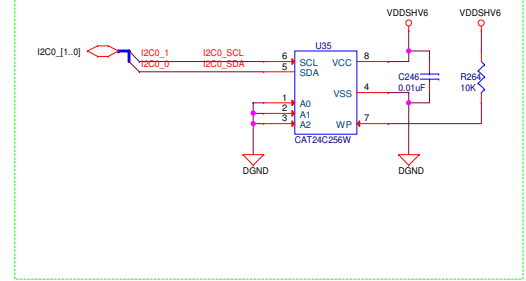 VDDSHV6 VDDSHV6
U35
I2C0_[1..0] I2C0_1 I2C0_SCL 6 SCL VCC 8
I2C0_0 I2C0_SDA 5 SDA
C246 R264
0.01uF 10K
VSS 4
1 A0
2 A1
3 A2 WP 7
CAT24C256W
DGND DGND